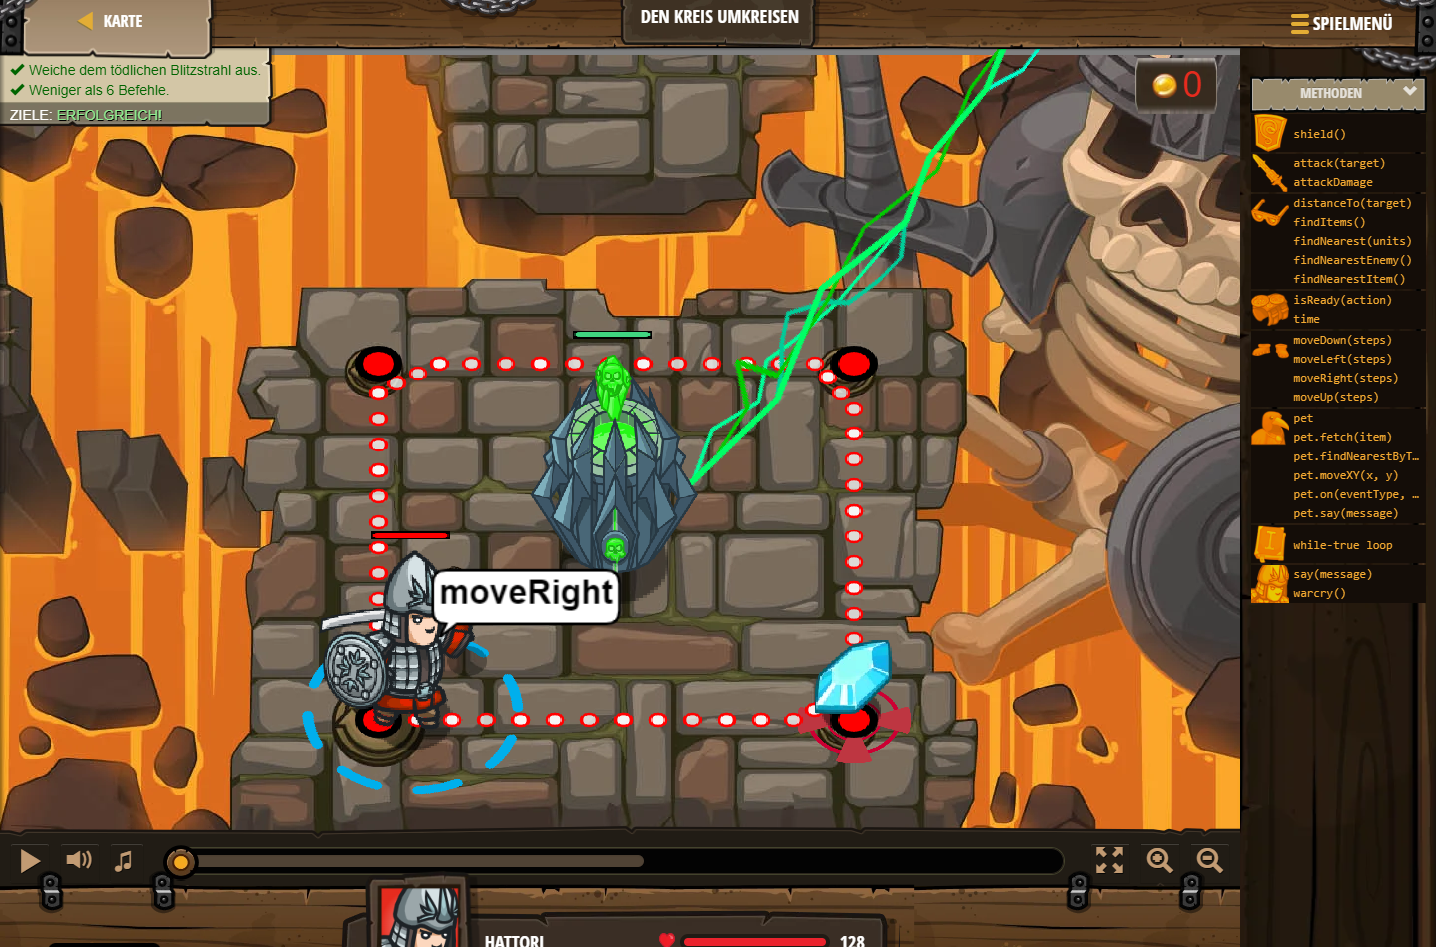 KARTE
DEN KREIS UMKREISEN
SPIELMENÜ
Weiche dem tödlichen Blitzstrahl aus.
Weniger als 6 Befehle.
ZIELE: ERFOLGREICH!
0
METHODEN
shield()
attack(target)
attackDamage
distanceTo(target)
findItems()
findNearest(units)
findNearestEnemy()
findNearestItem()
isReady(action)
time
moveDown(steps)
moveLeft(steps)
moveRight(steps)
moveUp(steps)
pet
pet.fetch(item)
pet.findNearestByT…
pet.moveXY(x, y)
pet.on(eventType, …
pet.say(message)
while-true loop
say(message)
warcry()
moveRight
HATTORI
128